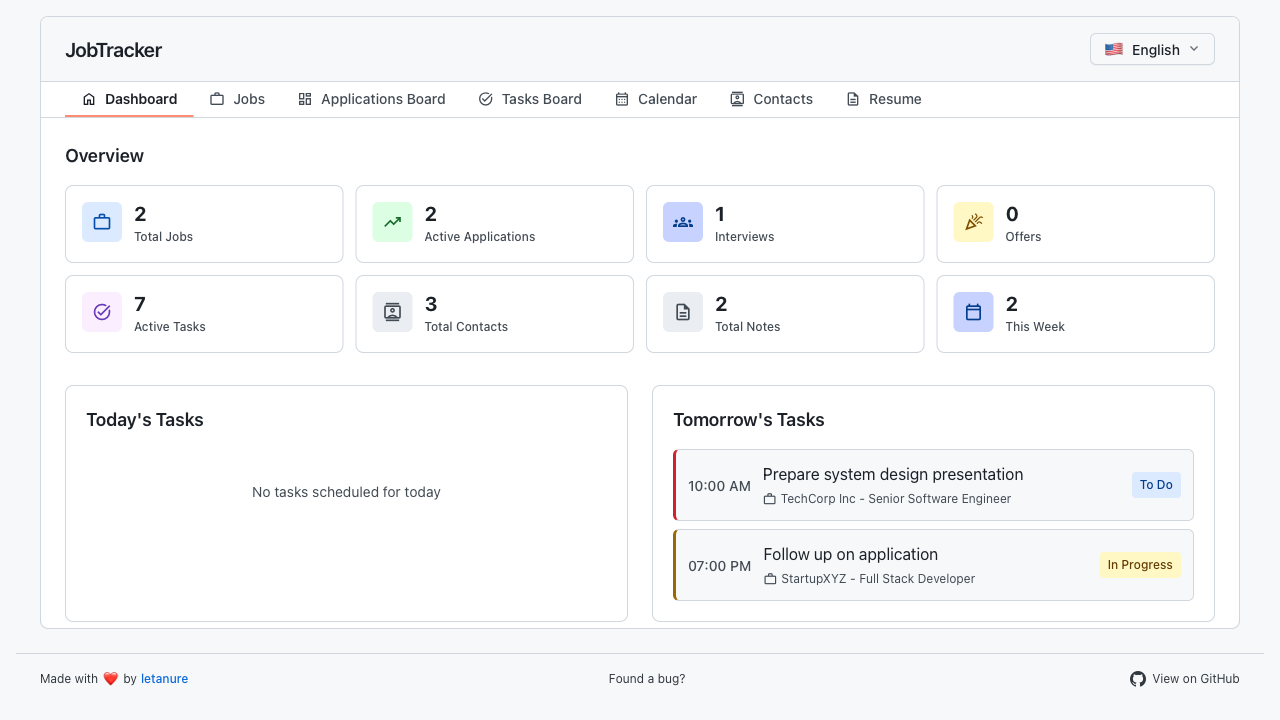 JobTracker
English
Dashboard
Jobs
Applications Board
Tasks Board
Calendar
Contacts
Resume
Overview
2
Total Jobs
2
Active Applications
1
Interviews
0
Offers
7
Active Tasks
3
Total Contacts
2
Total Notes
2
This Week
Today's Tasks
No tasks scheduled for today
Tomorrow's Tasks
10:00 AM
Prepare system design presentation
TechCorp Inc - Senior Software Engineer
To Do
07:00 PM
Follow up on application
StartupXYZ - Full Stack Developer
In Progress
Made with ❤️ by letanure
Found a bug?
View on GitHub